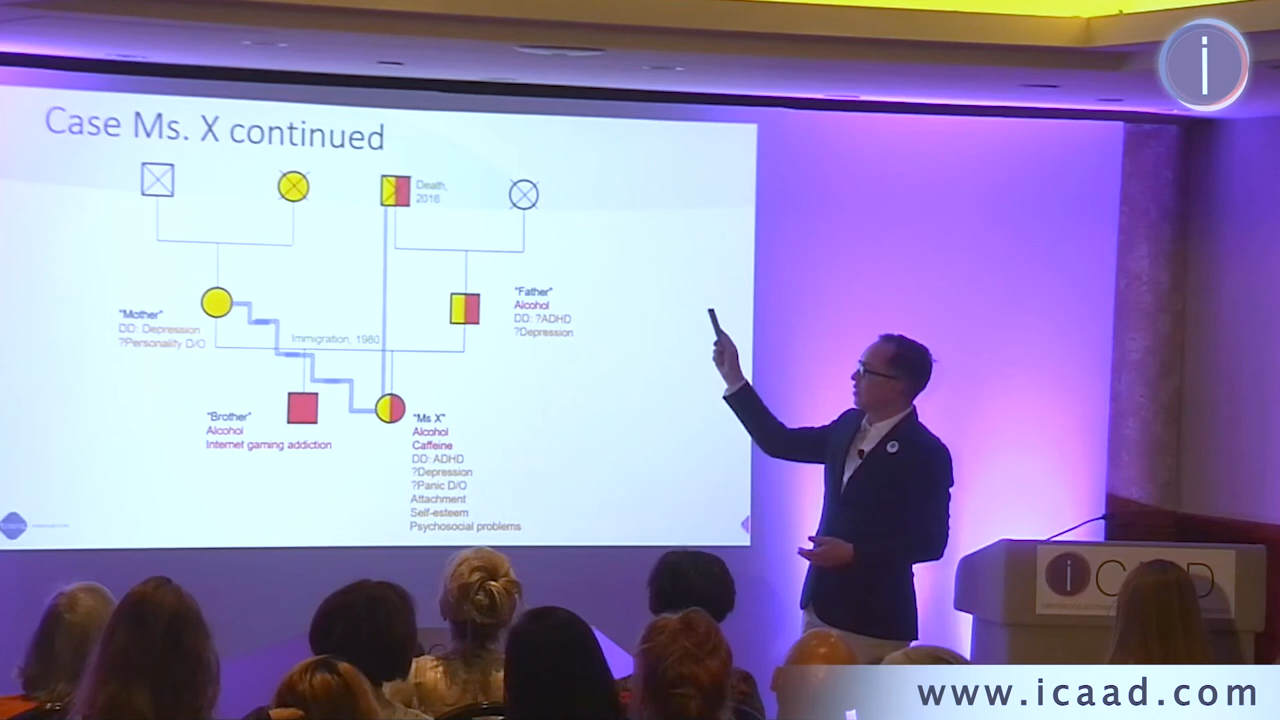 i
Case Ms. X continued
Death,
2016
"Mother"
DD: Depression
?Personality D/O
Immigration, 1980
"Father"
Alcohol
DD: ?ADHD
?Depression
"Brother"
Alcohol
Internet gaming addiction
"Ms X"
Alcohol
Caffeine
DD: ADHD
?Depression
?Panic D/O
Attachment
Self-esteem
Psychosocial problems
www.icaad.com